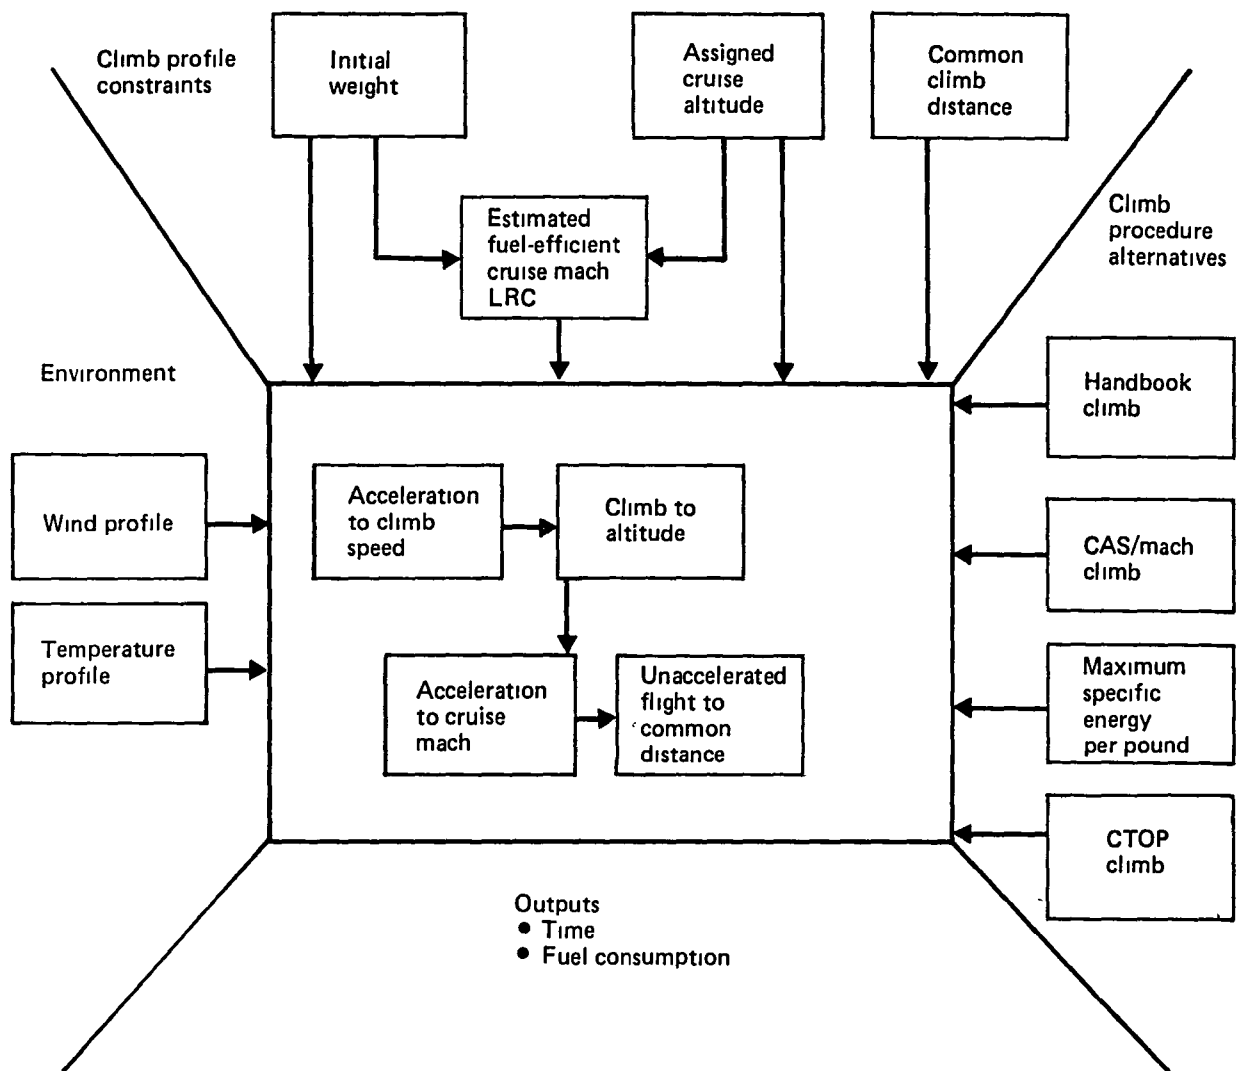 Climb profile
constraints
Initial
weight
Assigned
cruise
altitude
Common
climb
distance
Estimated
fuel-efficient
cruise mach
LRC
Climb
procedure
alternatives
Environment
Wind profile
Temperature
profile
Acceleration
to climb
speed
Climb to
altitude
Acceleration
to cruise
mach
Unaccelerated
flight to
common
distance
Handbook
climb
CAS/mach
climb
Maximum
specific
energy
per pound
CTOP
climb
Outputs
● Time
● Fuel consumption